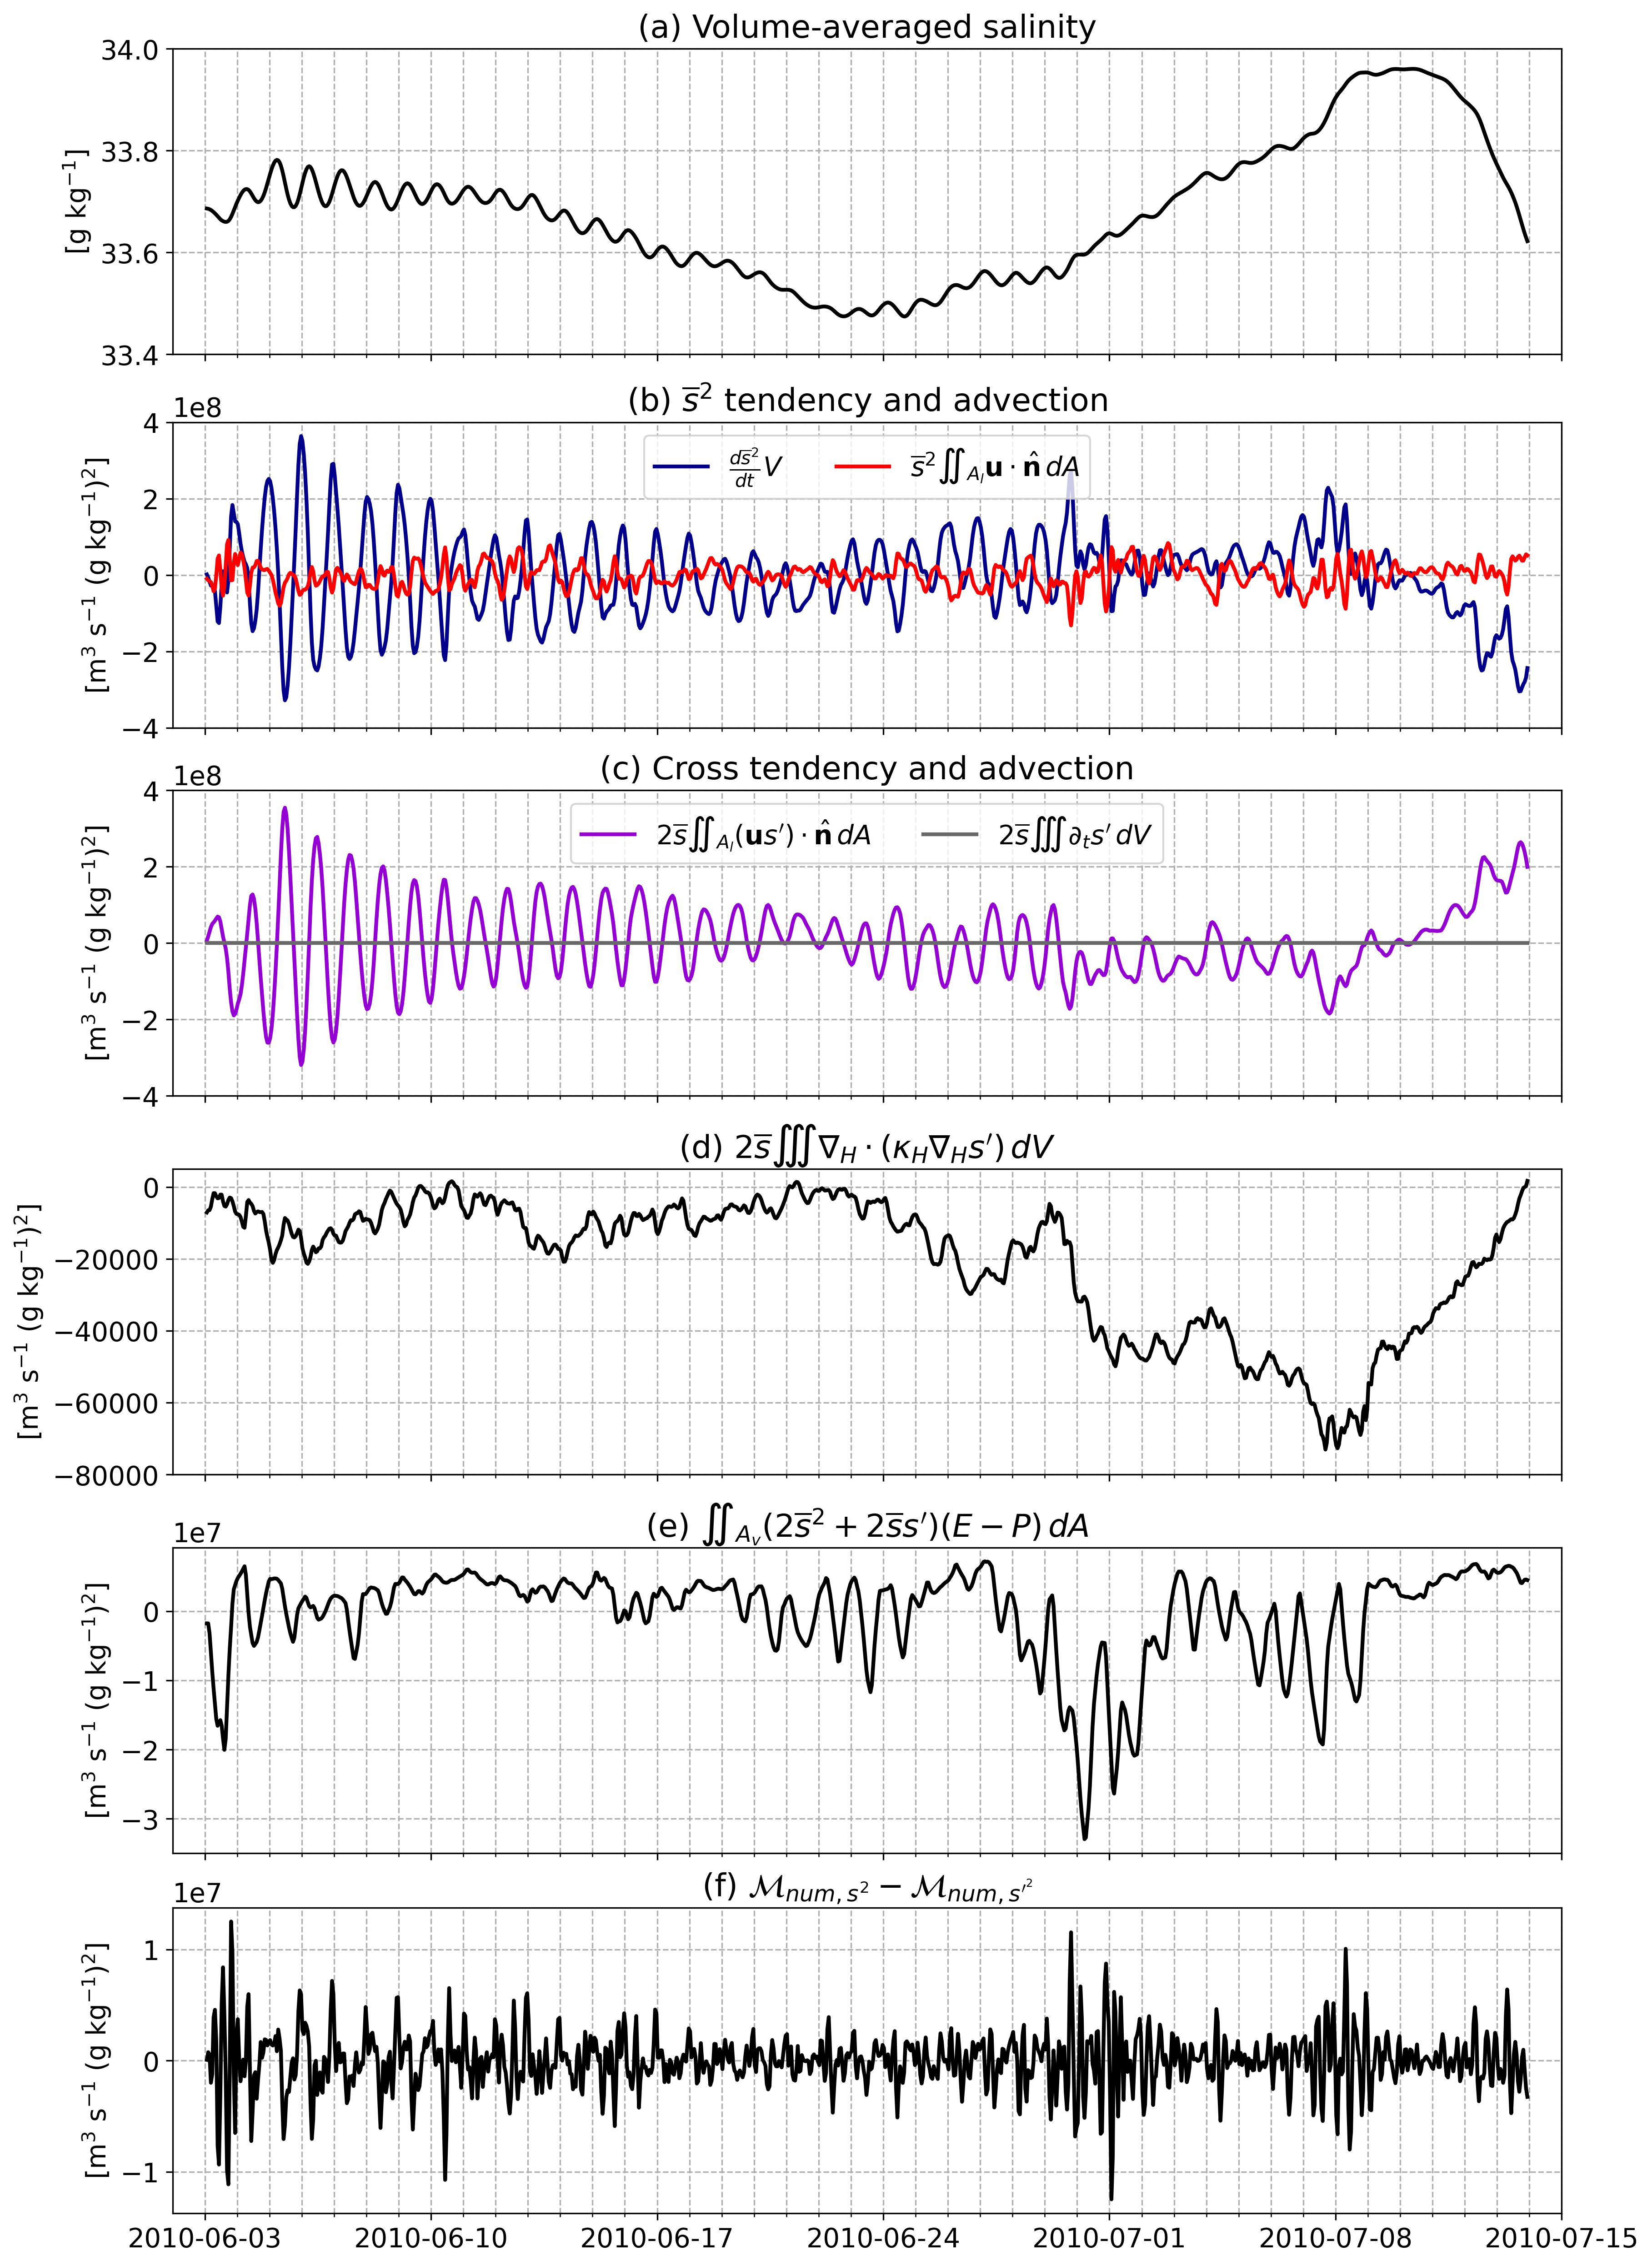 (a) Volume-averaged salinity
34.0
33.8
33.6
33.4
[g kg⁻¹]
(b) s̅² tendency and advection
1e8
4
2
0
−2
−4
[m³ s⁻¹ (g kg⁻¹)²]
ds̅²/dt V
s̅²∬_{A_l} u · n̂ dA
(c) Cross tendency and advection
1e8
4
2
0
−2
−4
[m³ s⁻¹ (g kg⁻¹)²]
2s̅∬_{A_l}(us′) · n̂ dA
2s̅∭∂ₜs′ dV
(d) 2s̅∭∇_H · (κ_H∇_H s′) dV
0
−20000
−40000
−60000
−80000
[m³ s⁻¹ (g kg⁻¹)²]
(e) ∬_{A_v}(2s̅² + 2s̅s′)(E − P) dA
1e7
0
−1
−2
−3
[m³ s⁻¹ (g kg⁻¹)²]
(f) ℳ_{num, s²} − ℳ_{num, s′²}
1e7
1
0
−1
[m³ s⁻¹ (g kg⁻¹)²]
2010-06-03 2010-06-10 2010-06-17 2010-06-24 2010-07-01 2010-07-08 2010-07-15